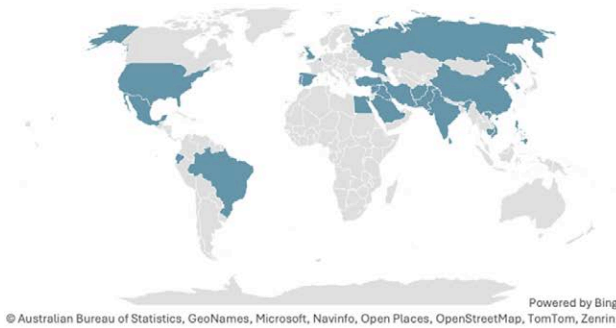 Powered by Bing
© Australian Bureau of Statistics, GeoNames, Microsoft, Navinfo, Open Places, OpenStreetMap, TomTom, Zenrin